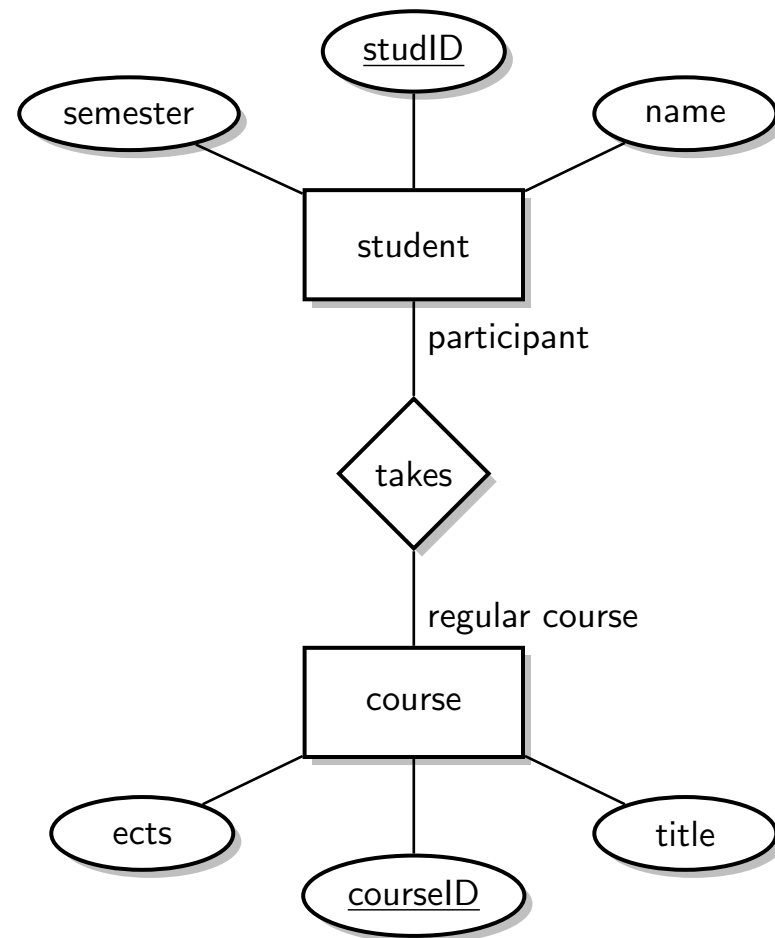 studID
semester
name
student
participant
takes
regular course
course
ects
title
courseID